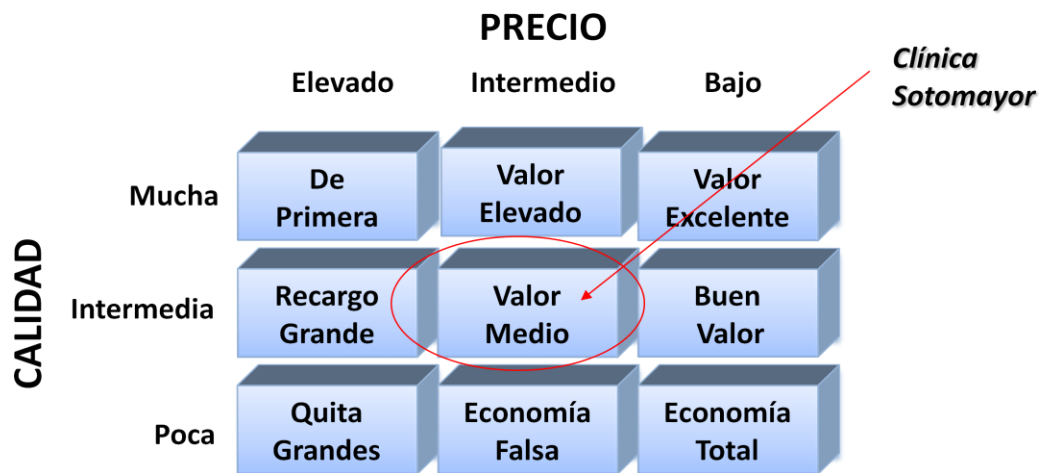 PRECIO
Elevado
Intermedio
Bajo
Clínica
Sotomayor
CALIDAD
Mucha
De
Primera
Valor
Elevado
Valor
Excelente
Intermedia
Recargo
Grande
Valor
Medio
Buen
Valor
Poca
Quita
Grandes
Economía
Falsa
Economía
Total